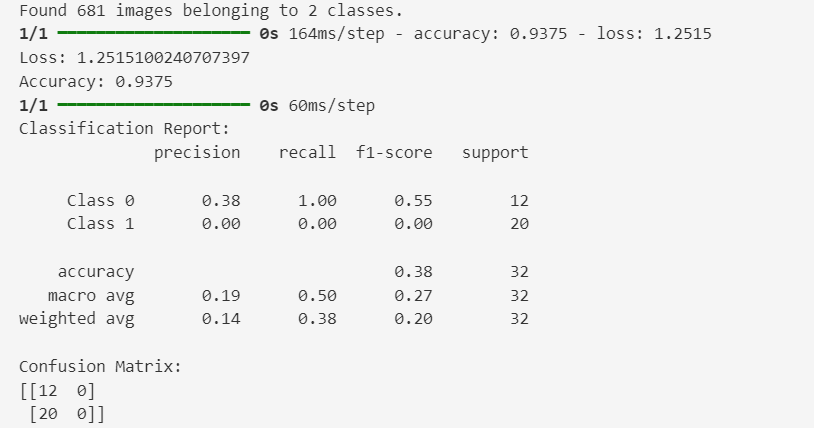 Found 681 images belonging to 2 classes.
1/1 ━━━━━━━━━━━━━━━━━━━━ 0s 164ms/step - accuracy: 0.9375 - loss: 1.2515
Loss: 1.2515100240707397
Accuracy: 0.9375
1/1 ━━━━━━━━━━━━━━━━━━━━ 0s 60ms/step
Classification Report:
              precision    recall  f1-score   support

     Class 0       0.38      1.00      0.55        12
     Class 1       0.00      0.00      0.00        20

    accuracy                           0.38        32
   macro avg       0.19      0.50      0.27        32
weighted avg       0.14      0.38      0.20        32

Confusion Matrix:
[[12  0]
 [20  0]]